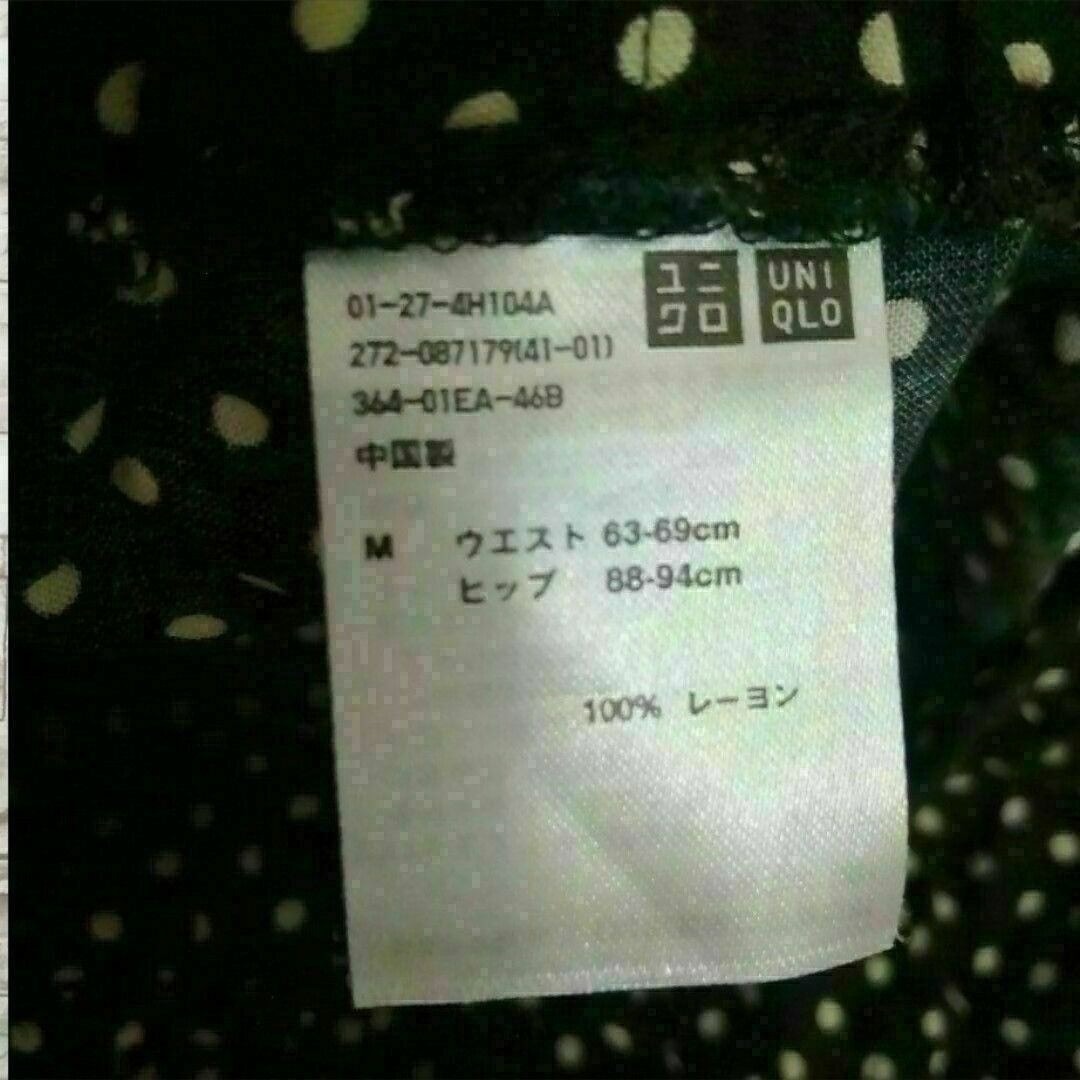 ユニ
クロ
UNI
QLO
01-27-4H104A
272-087179(41-01)
364-01EA-46B
中国製
M ウエスト 63-69cm
ヒップ 88-94cm
100% レーヨン